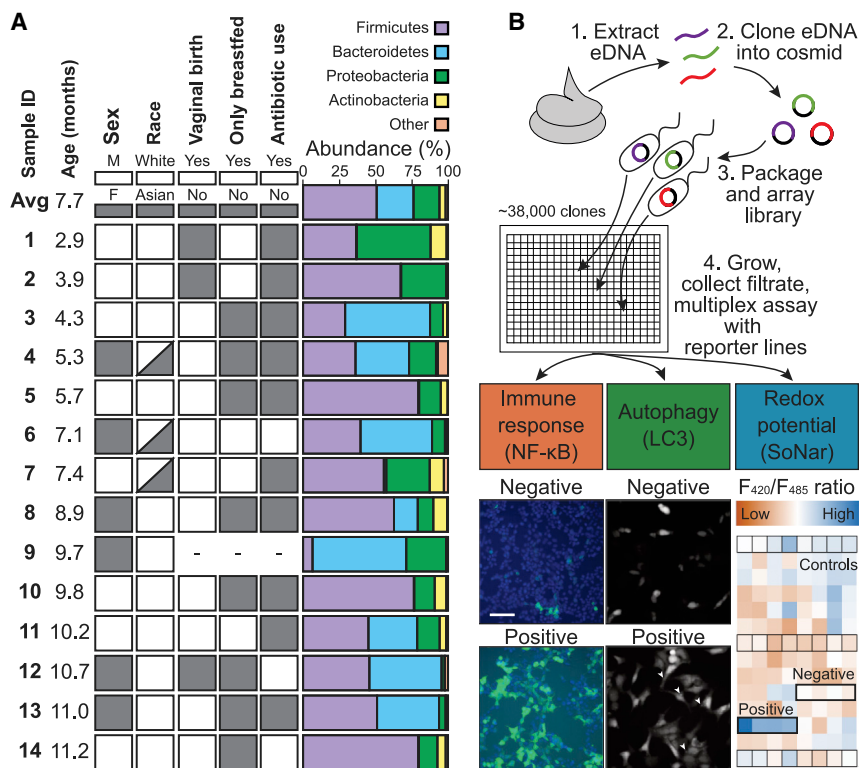 A
Sample ID
Age (months)
Sex
Race
Vaginal birth
Only breastfed
Antibiotic use
Firmicutes
Bacteroidetes
Proteobacteria
Actinobacteria
Other
Abundance (%)
M White Yes Yes Yes
0 25 50 75 100
F Asian No No No
Avg 7.7
1 2.9
2 3.9
3 4.3
4 5.3
5 5.7
6 7.1
7 7.4
8 8.9
9 9.7 - - -
10 9.8
11 10.2
12 10.7
13 11.0
14 11.2
B
1. Extract
eDNA
2. Clone eDNA
into cosmid
3. Package
and array
library
~38,000 clones
4. Grow,
collect filtrate,
multiplex assay
with
reporter lines
Immune
response
(NF-κB)
Autophagy
(LC3)
Redox
potential
(SoNar)
Negative
Negative
F420/F485 ratio
Low High
Controls
Positive
Positive
Negative
Positive